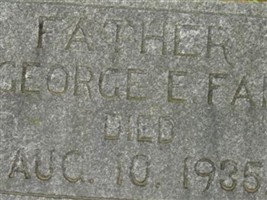 FATHER
GEORGE E. FA
DIED
AUG. 10. 1935